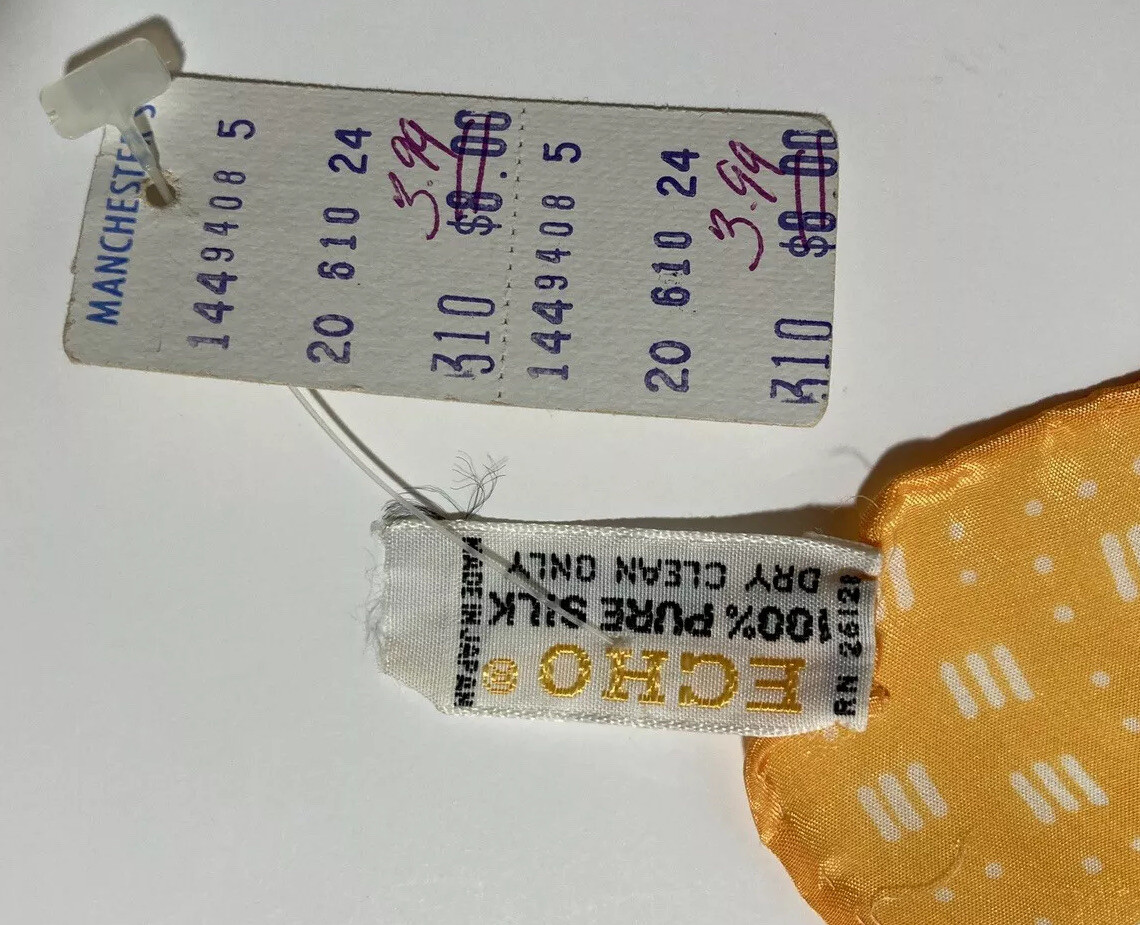 MANCHESTER'S
1449408 5
20 610 24
3.99
310 $8.00
1449408 5
20 610 24
3.99
310 $8.00
ECHO ®
100% PURE SILK
DRY CLEAN ONLY
MADE IN JAPAN
RN 26128